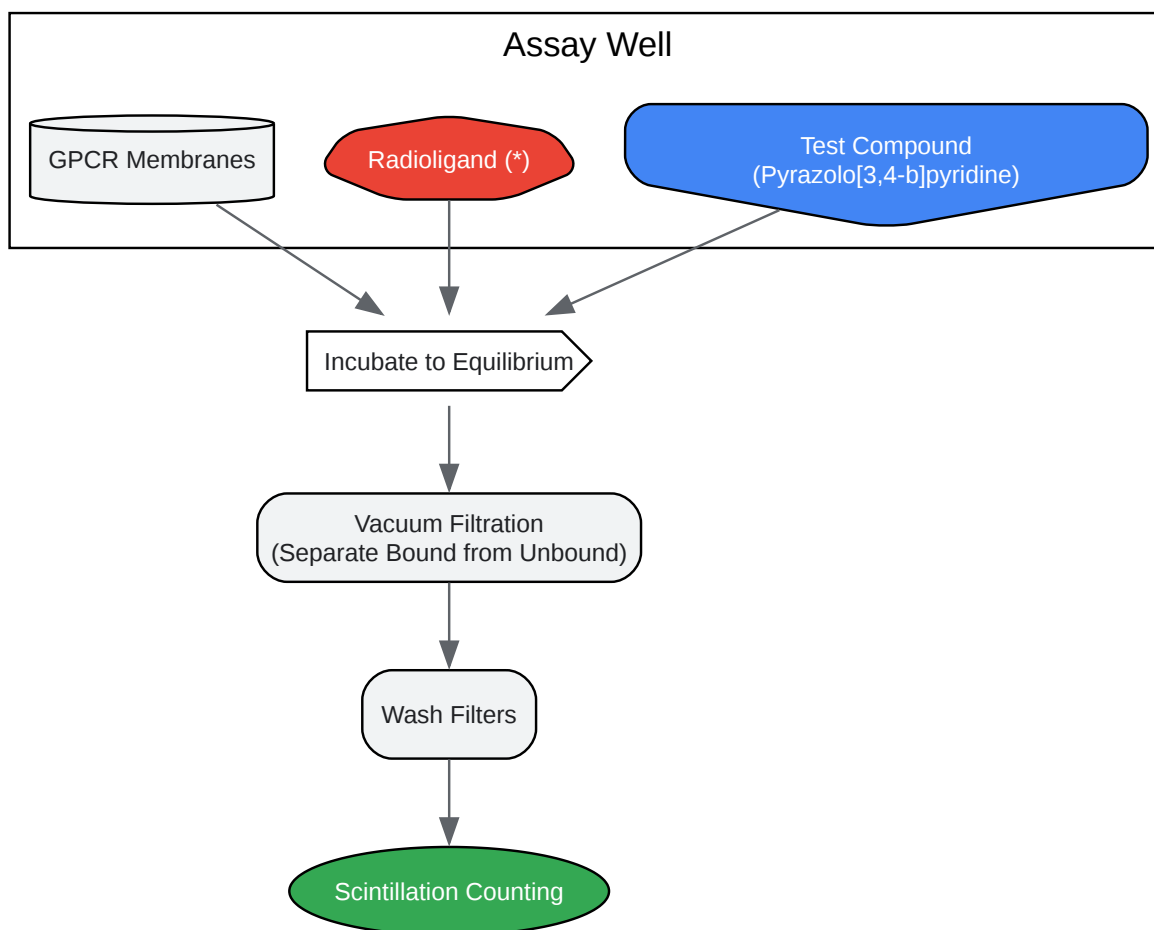 Assay Well
GPCR Membranes
Radioligand (*)
Test Compound
(Pyrazolo[3,4-b]pyridine)
Incubate to Equilibrium
Vacuum Filtration
(Separate Bound from Unbound)
Wash Filters
Scintillation Counting